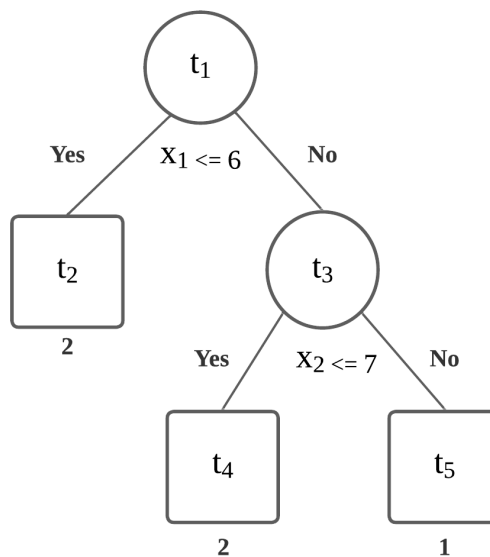 t1
Yes
x1 <= 6
No
t2
t3
2
Yes
x2 <= 7
No
t4
t5
2
1